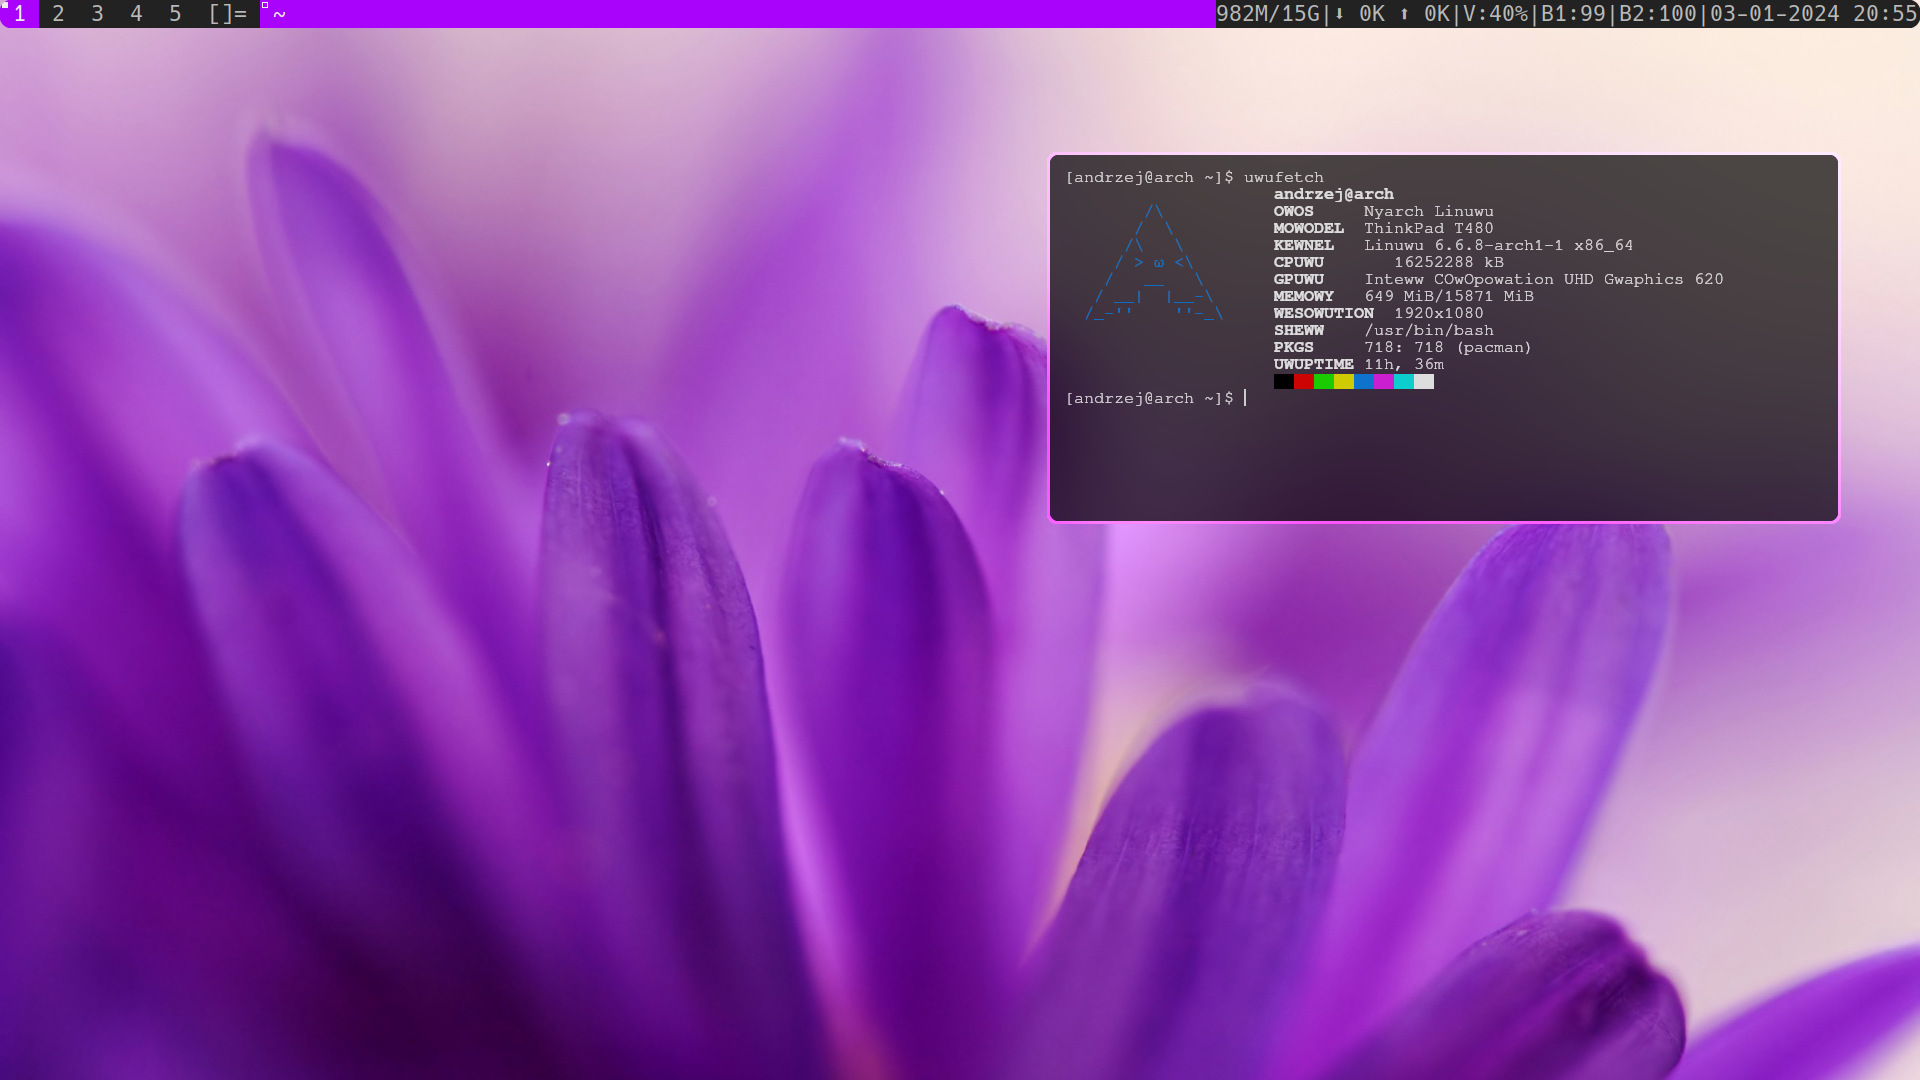 1 2 3 4 5 []= ~ 982M/15G|⬇ 0K ⬆ 0K|V:40%|B1:99|B2:100|03-01-2024 20:55
[andrzej@arch ~]$ uwufetch
andrzej@arch
/\ OWOS Nyarch Linuwu
/  \ MOWODEL ThinkPad T480
/\   \ KEWNEL Linuwu 6.6.8-arch1-1 x86_64
/ > ω <\ CPUWU 16252288 kB
/   __   \ GPUWU Inteww COwOpowation UHD Gwaphics 620
/ __|  |__-\ MEMOWY 649 MiB/15871 MiB
/_-''    ''-_\ WESOWUTION 1920x1080
SHEWW /usr/bin/bash
PKGS 718: 718 (pacman)
UWUPTIME 11h, 36m
[andrzej@arch ~]$